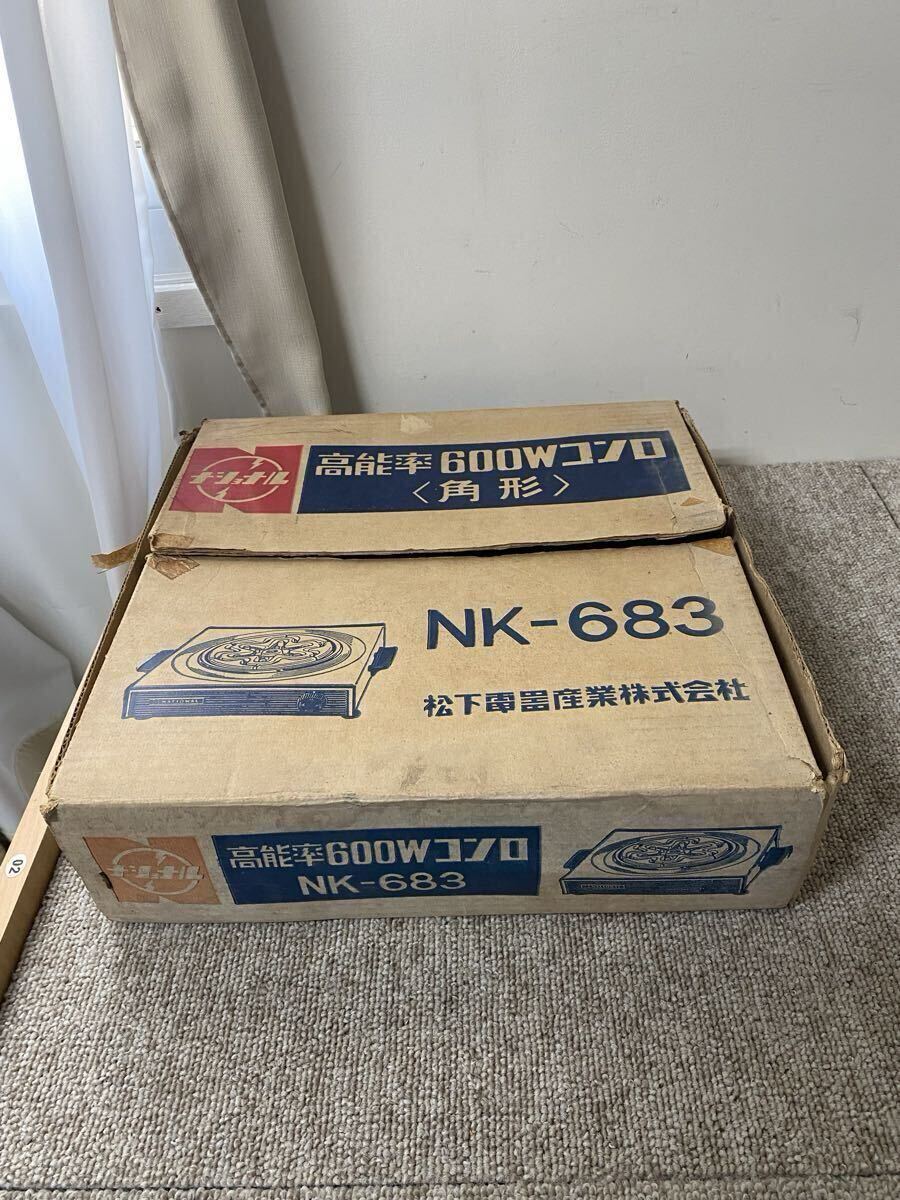 ナショナル
高能率600Wコンロ
〈角形〉
NK-683
NATIONAL
松下電器産業株式会社
ナショナル
高能率600Wコンロ
NK-683
02